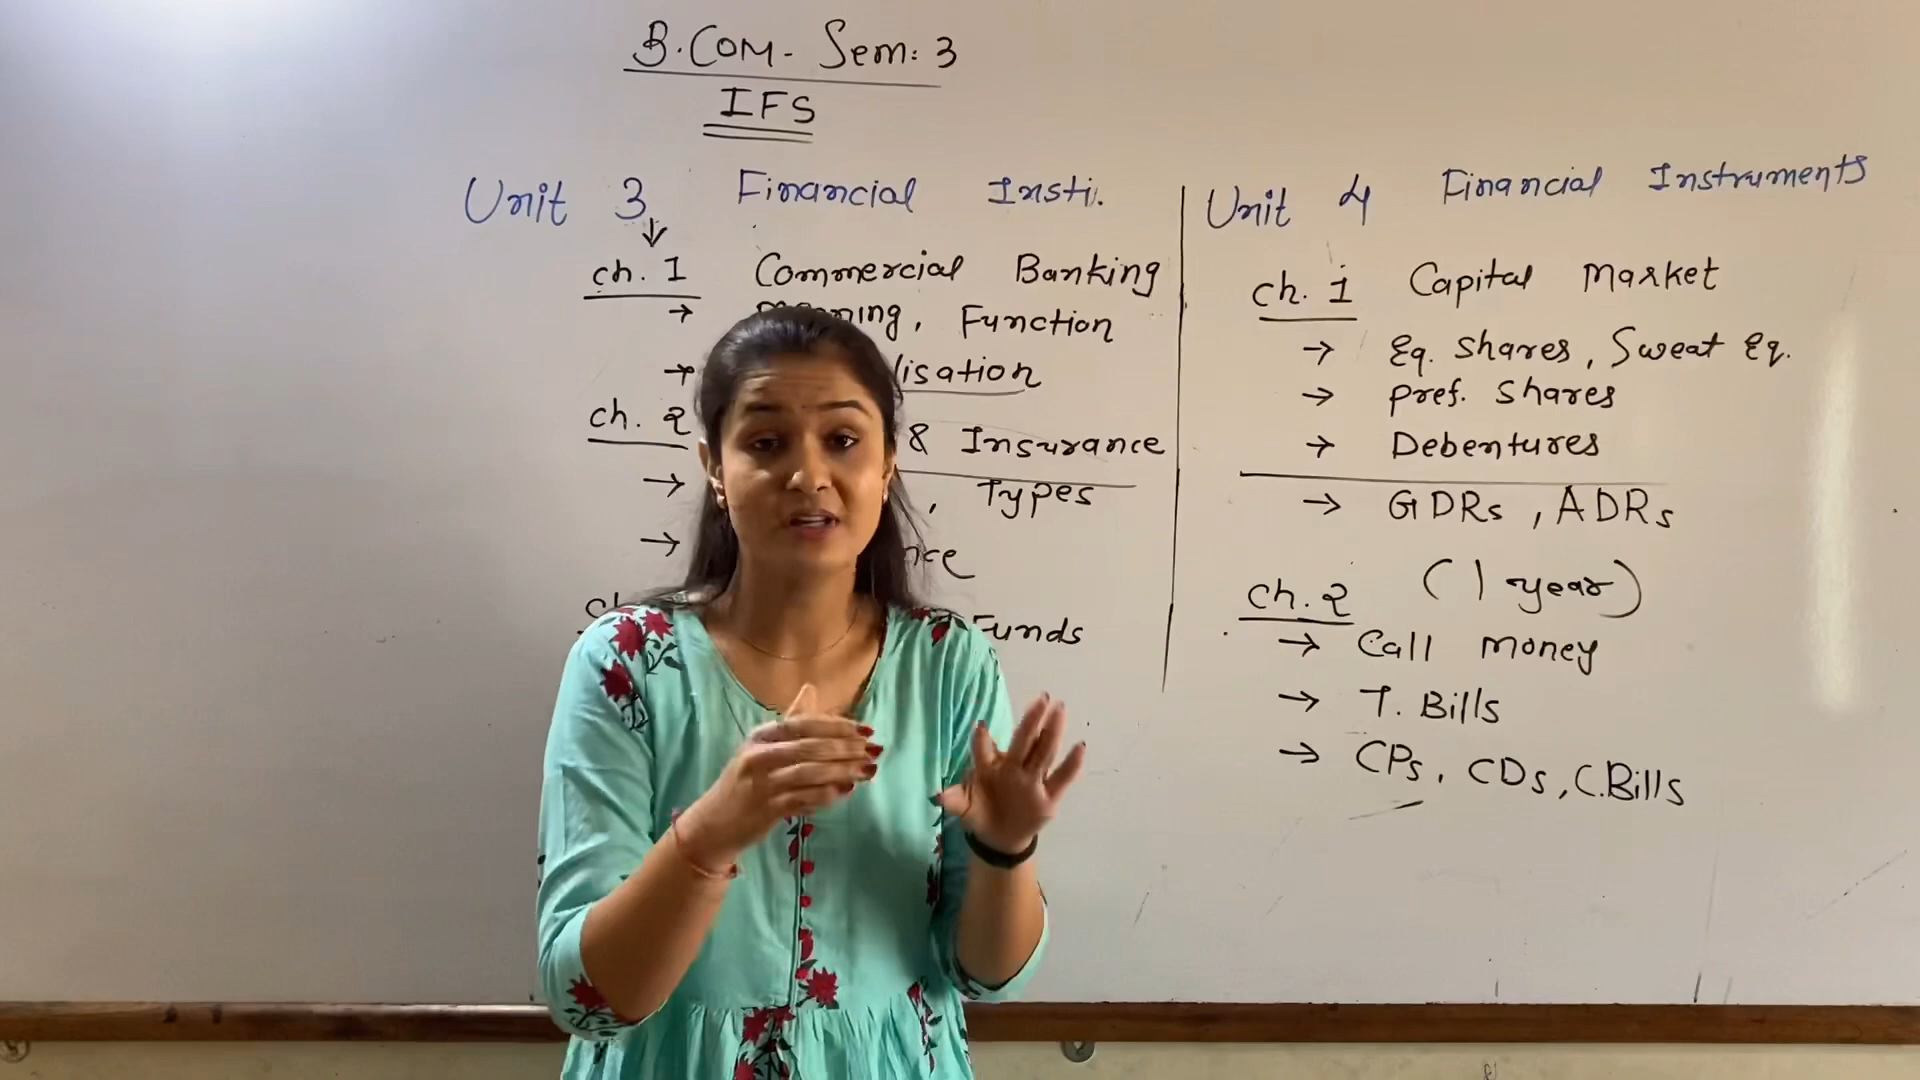 B.COM- Sem: 3
IFS
Unit 3 Financial Insti.
ch. 1 Commercial Banking
→ Function
→
ch. 2 & Insurance
→ , Types
→
Funds
Unit 4 Financial Instruments
ch. 1 Capital Market
→ Eq. Shares, Sweat Eq.
→ Pref. Shares
→ Debentures
→ GDRs, ADRs
ch. 2 (1 year)
→ Call Money
→ T. Bills
→ CPs, CDs, C.Bills